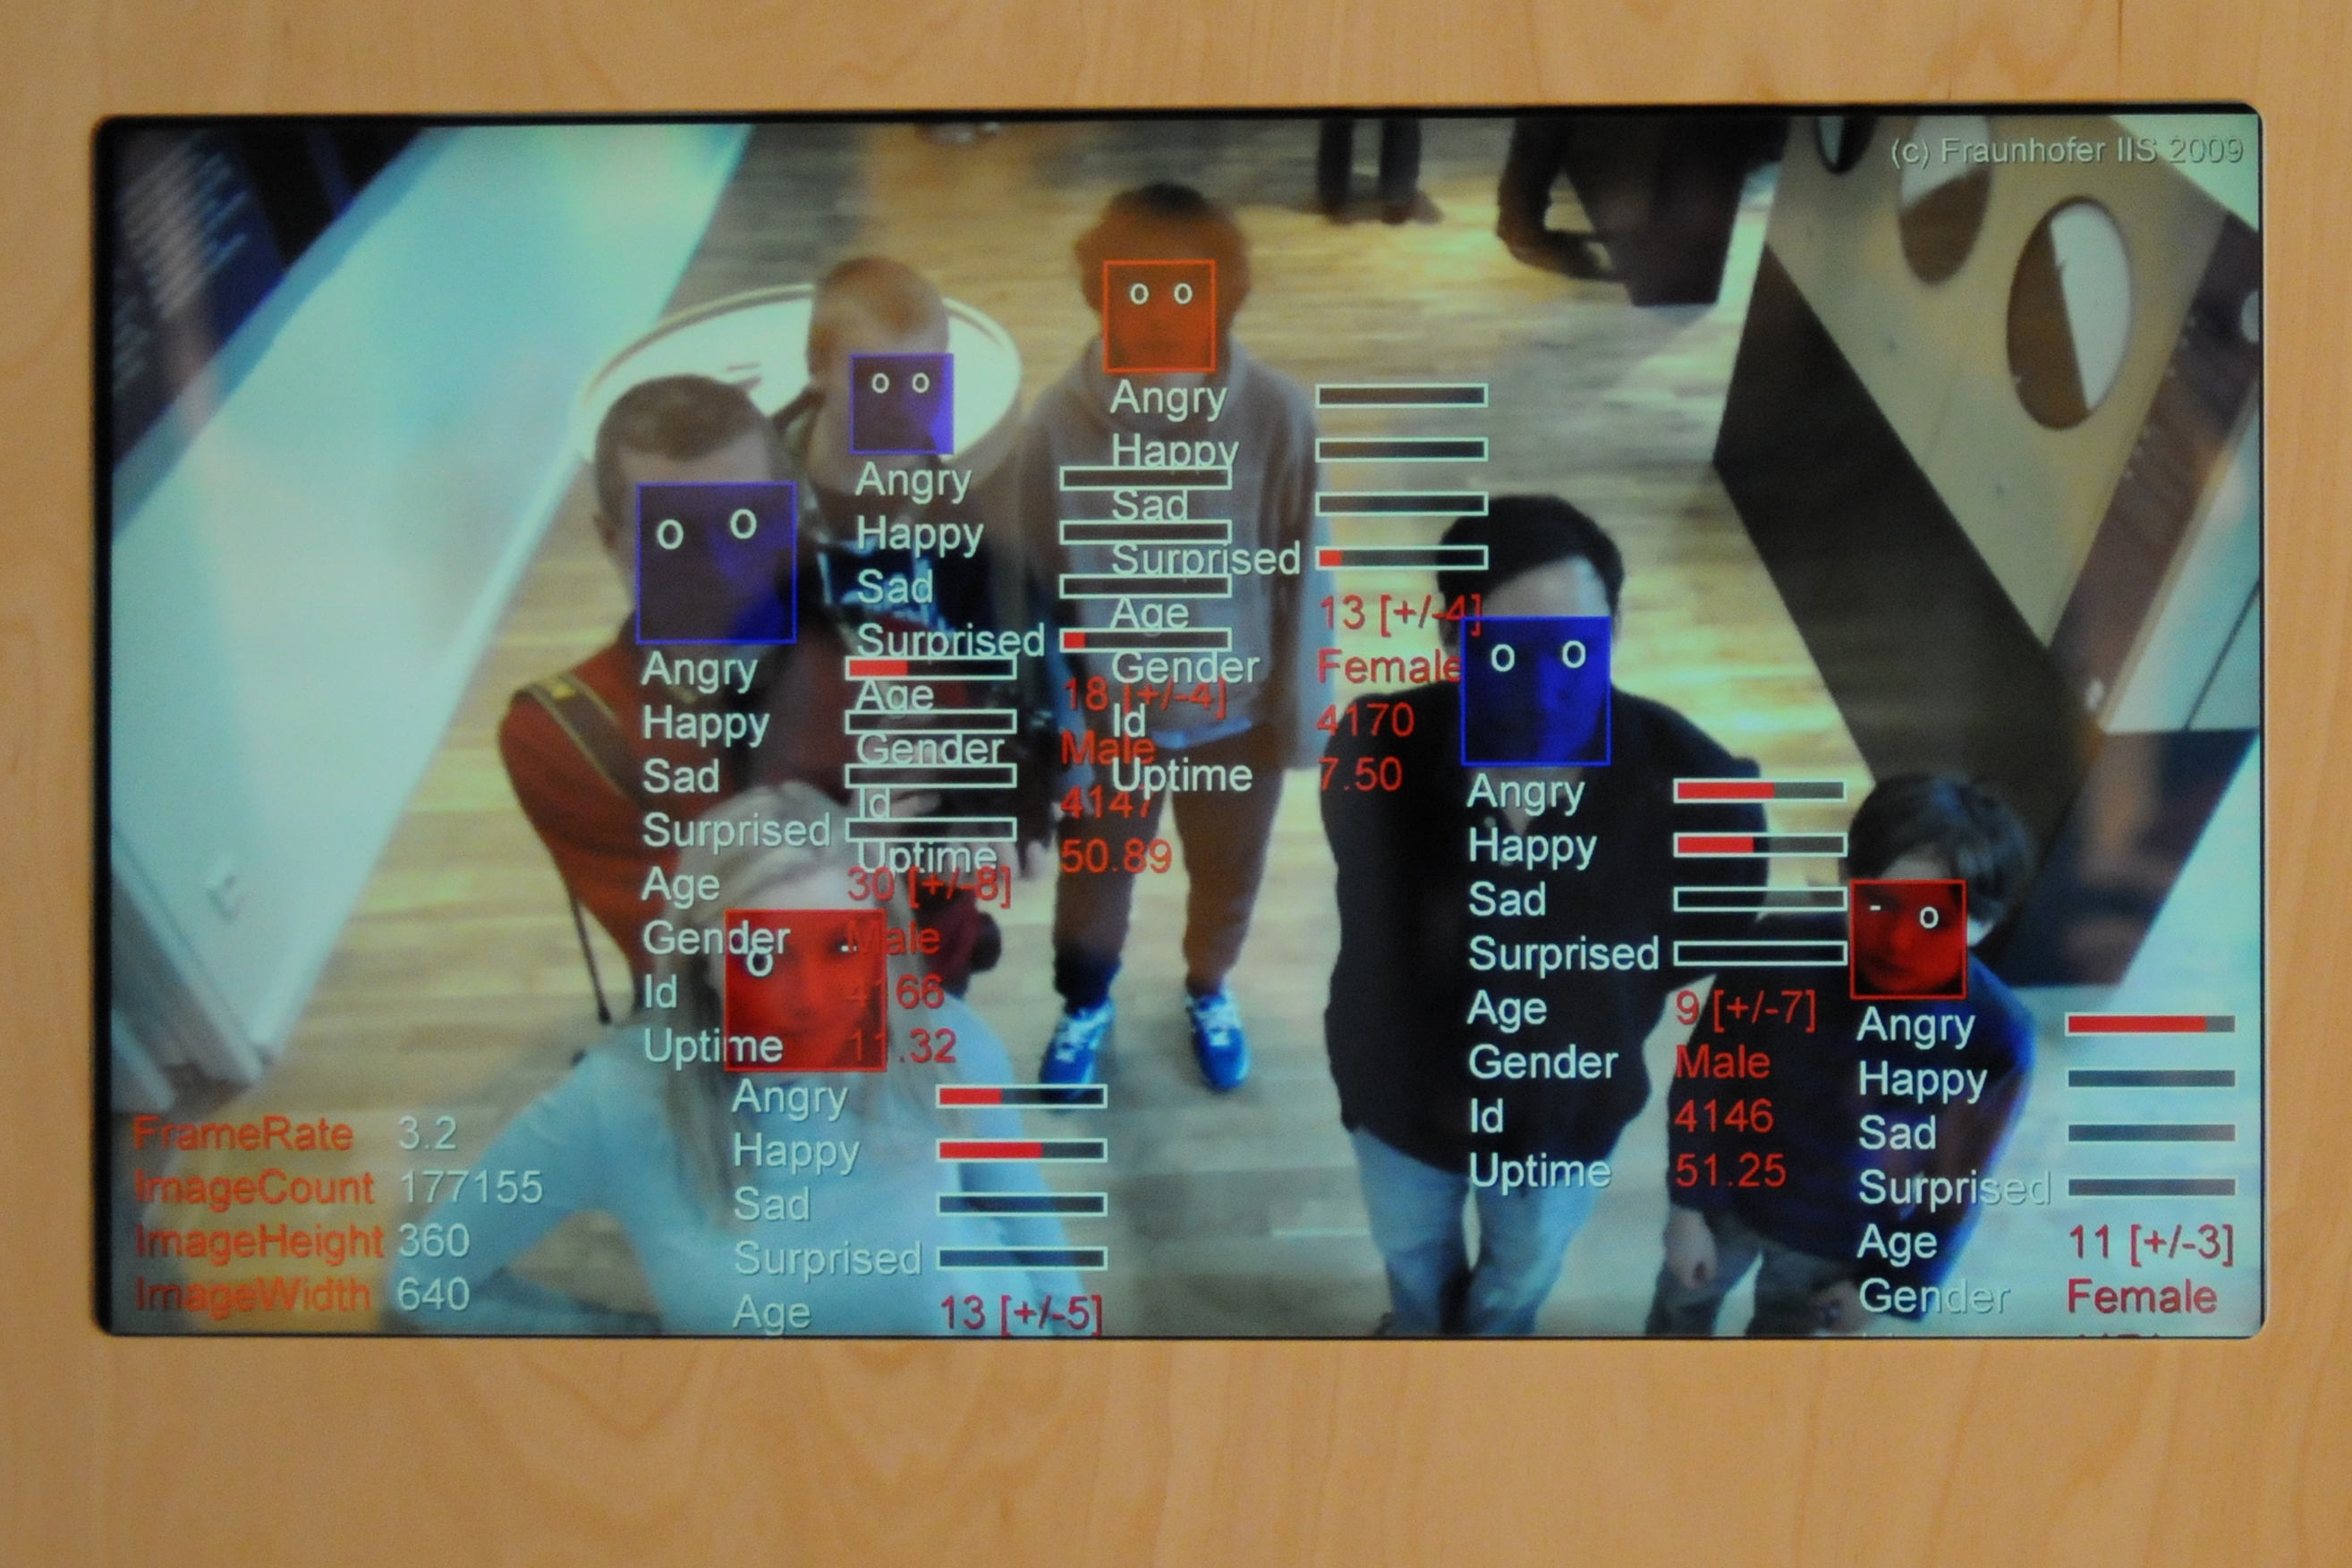 (c) Fraunhofer IIS 2009
Angry
Happy
Sad
Surprised
Age 13 [+/-4]
Gender Female
Id 4170
Uptime 7.50
Angry
Happy
Sad
Surprised
Age 18 [+/-4]
Gender Male
Id 4147
Uptime 50.89
Angry
Happy
Sad
Surprised
Age 30 [+/-8]
Gender Male
Id 4166
Uptime 11.32
Angry
Happy
Sad
Surprised
Age 9 [+/-7]
Gender Male
Id 4146
Uptime 51.25
Angry
Happy
Sad
Surprised
Age 11 [+/-3]
Gender Female
Angry
Happy
Sad
Surprised
Age 13 [+/-5]
FrameRate 3.2
ImageCount 177155
ImageHeight 360
ImageWidth 640